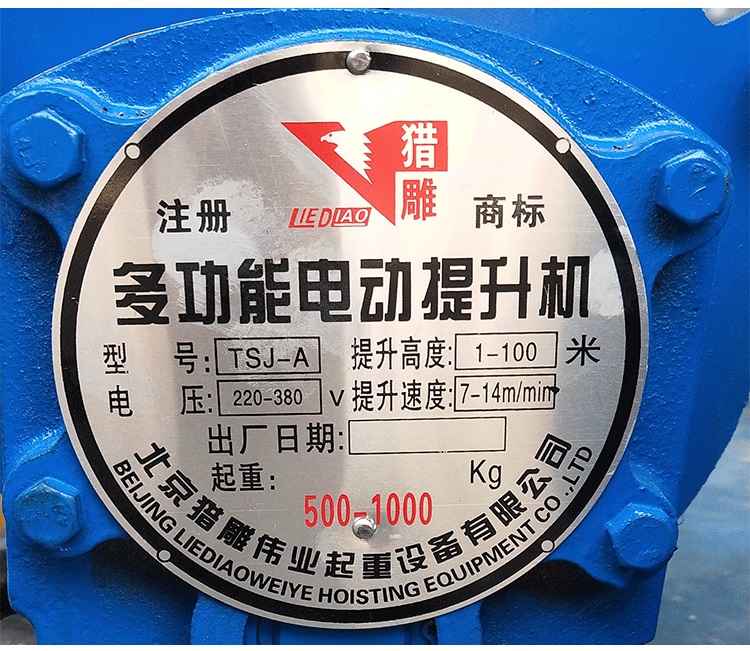 猎雕
LIEDIAO
注册 商标
多功能电动提升机
型号: TSJ-A 提升高度: 1-100 米
电压: 220-380 V 提升速度: 7-14m/min
出厂日期:
起重: 500-1000 Kg
北京猎雕伟业起重设备有限公司
BEIJING LIEDIAOWEIYE HOISTING EQUIPMENT CO.,LTD